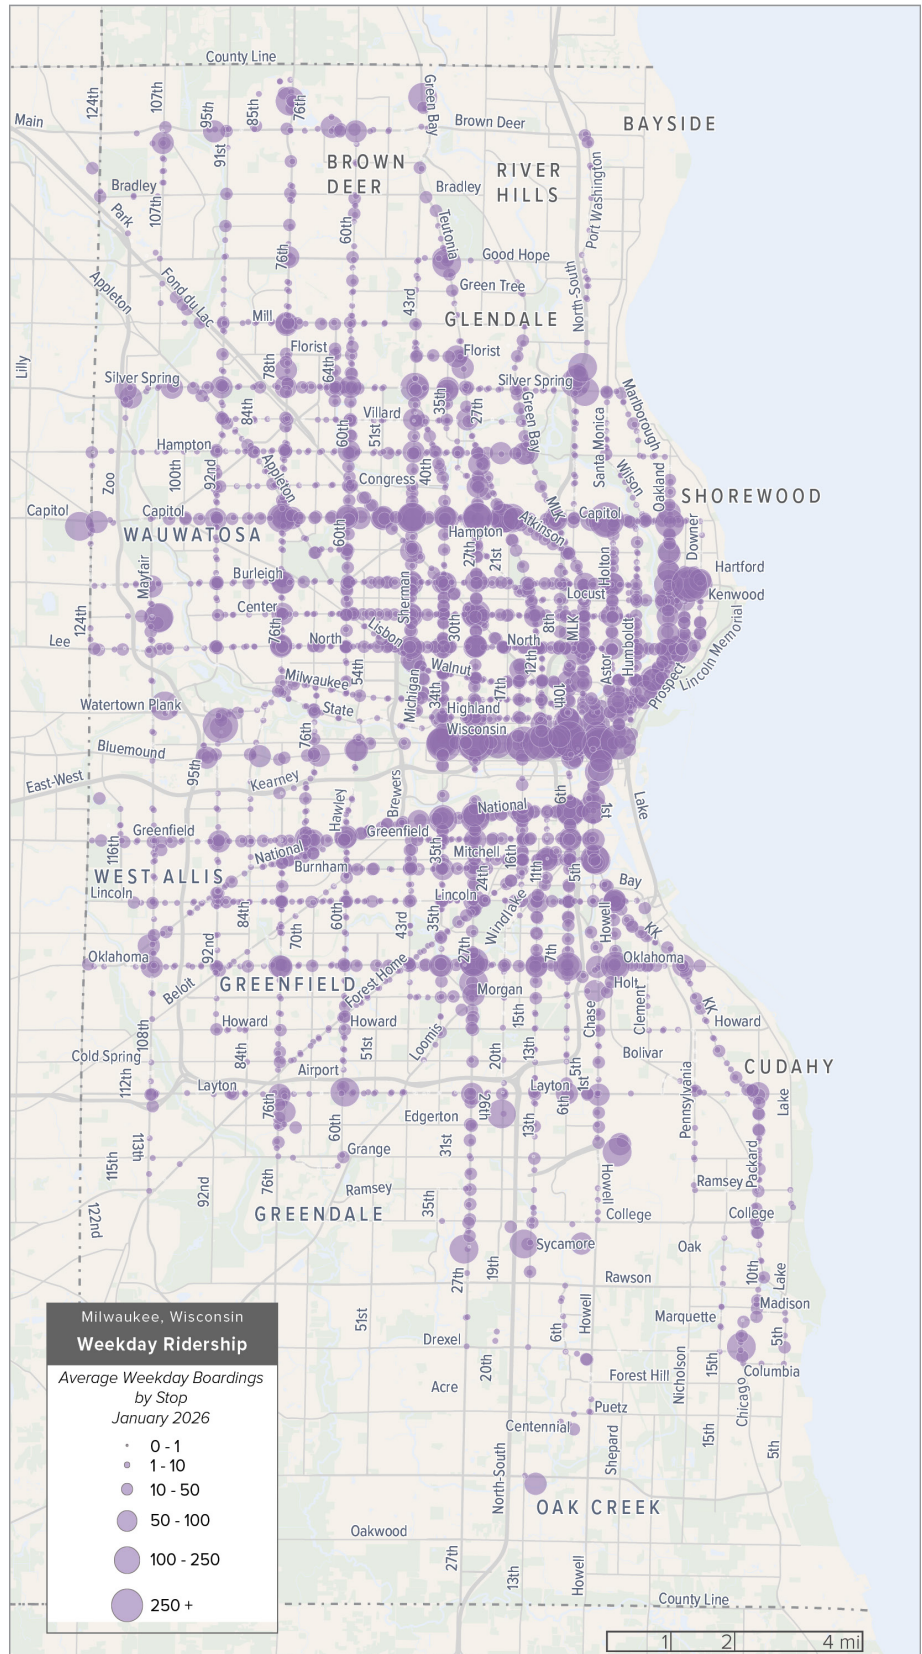 County Line
124th
107th
95th
85th
76th
Green Bay
Main
Brown Deer
BAYSIDE
91st
BROWN
DEER
RIVER
HILLS
Bradley
Bradley
Port Washington
Park
107th
60th
Teutonia
76th
Good Hope
Appleton
Fond du Lac
Green Tree
North-South
43rd
Mill
GLENDALE
Florist
Florist
Lilly
78th
64th
Silver Spring
Silver Spring
Marlborough
84th
Villard
35th
27th
Green Bay
Santa Monica
Hampton
60th
51st
Zoo
100th
92nd
Appleton
Congress
40th
Wilson
Oakland
SHOREWOOD
MLK
Capitol
Capitol
Capitol
WAUWATOSA
60th
Hampton
Atkinson
Downer
27th
21st
Holton
Hartford
Mayfair
Burleigh
Sherman
Locust
Kenwood
124th
Center
76th
30th
8th
MLK
Humboldt
Lee
Lisbon
North
North
Lincoln Memorial
12th
Astor
Milwaukee
54th
Michigan
Walnut
34th
17th
10th
Prospect
Watertown Plank
State
Highland
Wisconsin
Bluemound
76th
95th
East-West
Kearney
Brewers
Hawley
6th
1st
Lake
National
116th
Greenfield
Greenfield
National
35th
Mitchell
16th
WEST ALLIS
Burnham
24th
11th
5th
Bay
Lincoln
Lincoln
84th
60th
43rd
35th
Windlake
Howell
KK
92nd
70th
27th
7th
Oklahoma
Oklahoma
Beloit
GREENFIELD
Forest Home
Morgan
Holt
Clement
KK
Howard
Howard
Howard
15th
Chase
108th
Cold Spring
84th
51st
Loomis
20th
13th
Bolivar
5th
CUDAHY
112th
Airport
Layton
Layton
1st
Pennsylvania
Lake
76th
60th
26th
6th
Edgerton
13th
115th
113th
31st
Grange
Packard
92nd
76th
Ramsey
Howell
Ramsey
122nd
GREENDALE
35th
College
College
Sycamore
Oak
27th
19th
Rawson
10th
Lake
Madison
51st
Howell
6th
Marquette
5th
Drexel
20th
15th
Columbia
Nicholson
Forest Hill
Acre
Chicago
Puetz
Centennial
Shepard
15th
5th
North-South
OAK CREEK
Oakwood
27th
13th
Howell
County Line
Milwaukee, Wisconsin
Weekday Ridership
Average Weekday Boardings
by Stop
January 2026
0 - 1
1 - 10
10 - 50
50 - 100
100 - 250
250 +
1 2 4 mi